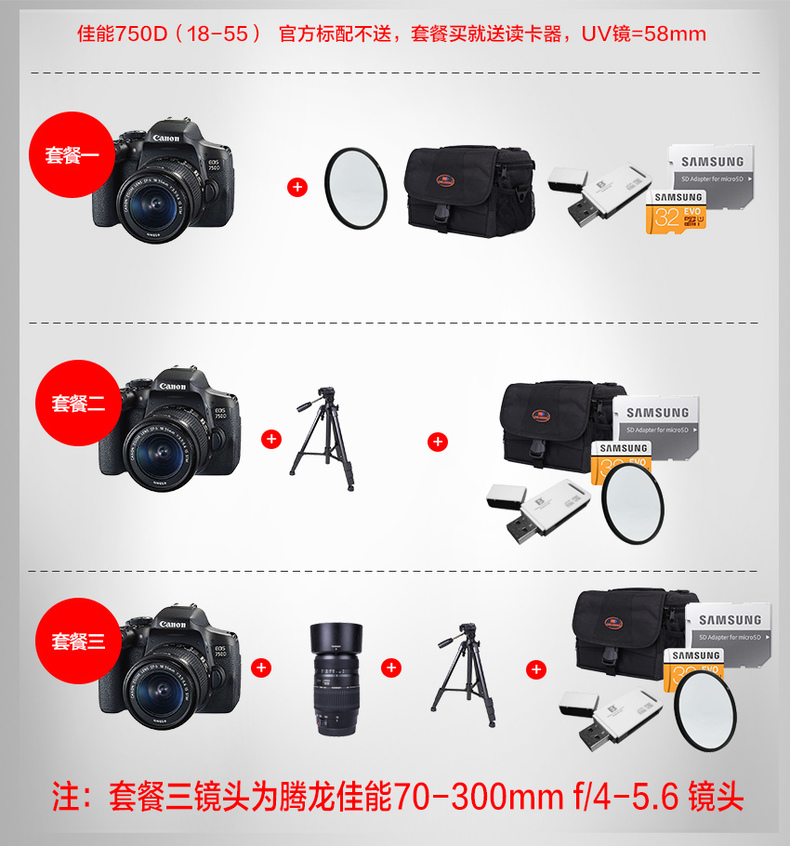 佳能750D（18-55） 官方标配不送，套餐买就送读卡器，UV镜=58mm
套餐一
Canon
EOS
750D
SAMSUNG
SD Adapter for microSD
SAMSUNG
32 EVO
套餐二
Canon
EOS
750D
SAMSUNG
SD Adapter for microSD
SAMSUNG
EVO
套餐三
Canon
EOS
750D
SAMSUNG
SD Adapter for microSD
SAMSUNG
EVO
注：套餐三镜头为腾龙佳能70-300mm f/4-5.6 镜头